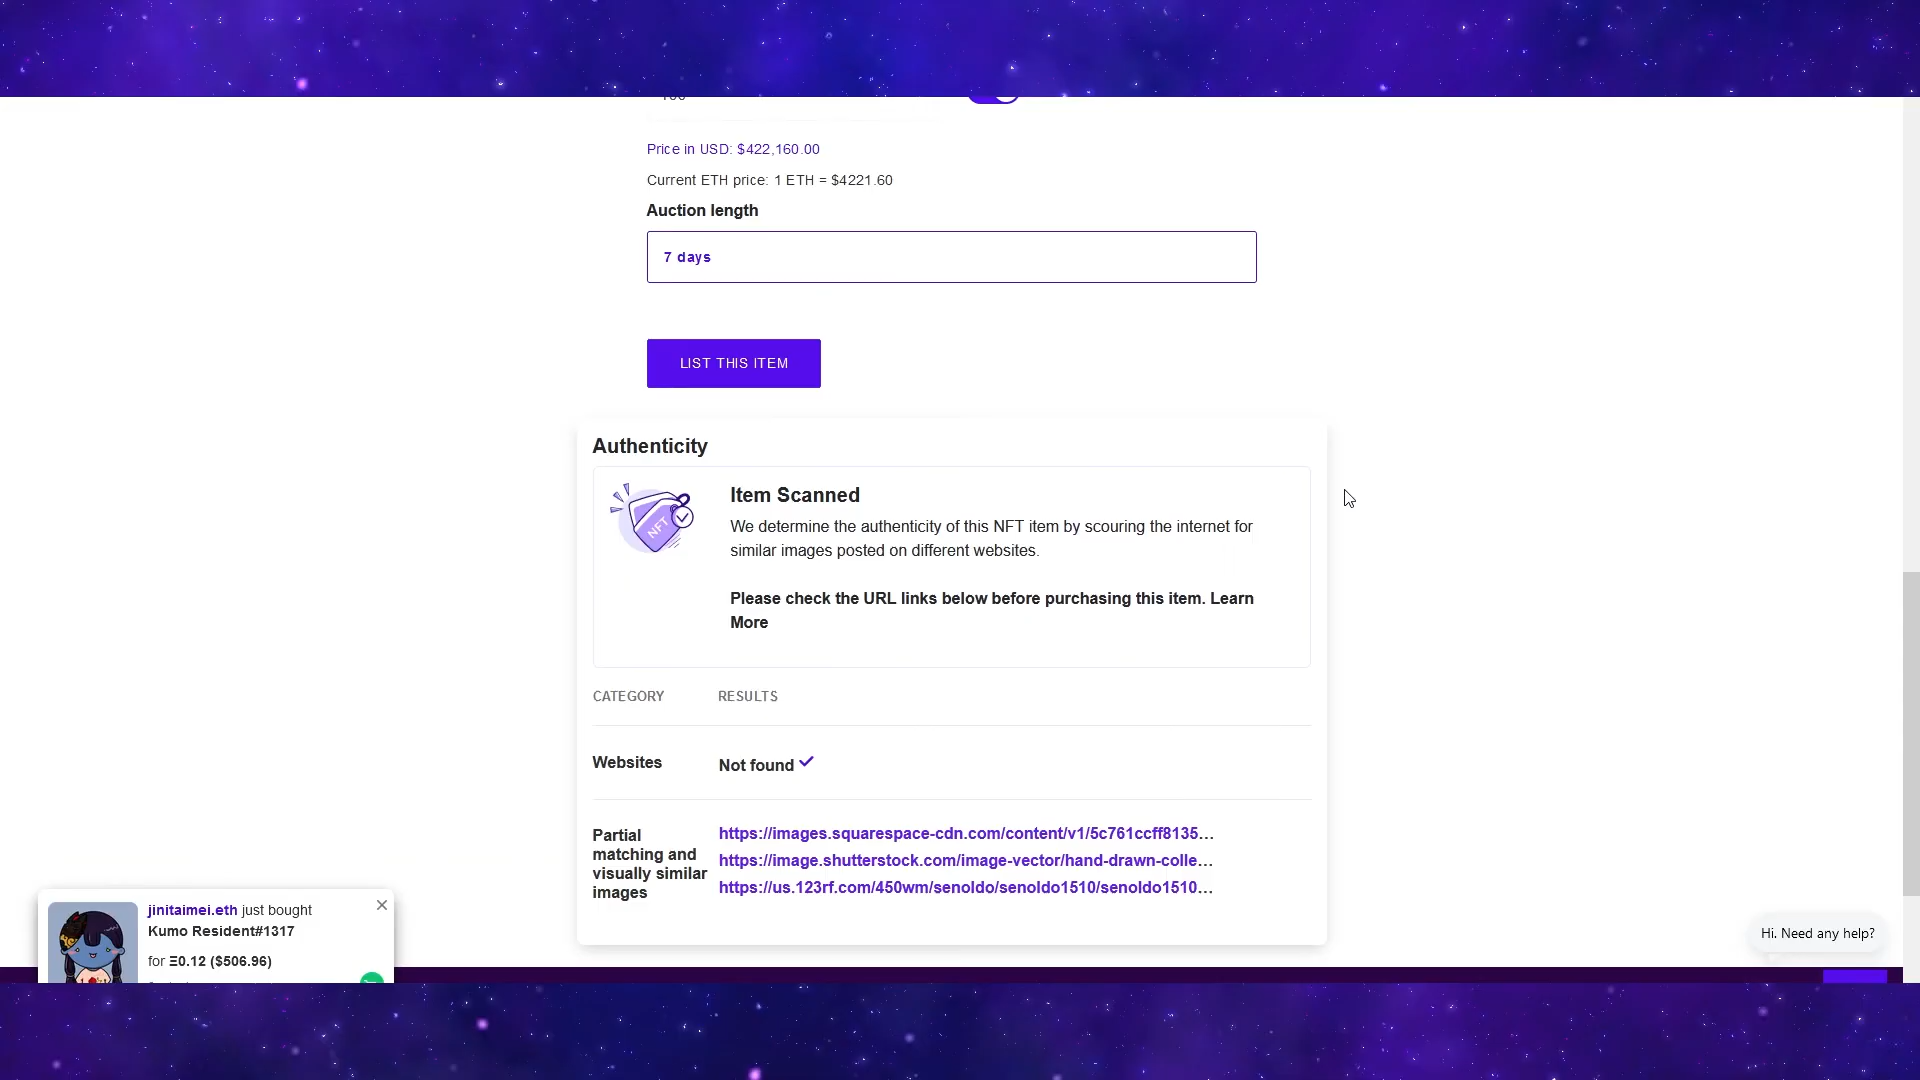 Price in USD: $422,160.00
Current ETH price: 1 ETH = $4221.60
Auction length
7 days
LIST THIS ITEM
Authenticity
NFT
Item Scanned
We determine the authenticity of this NFT item by scouring the internet for
similar images posted on different websites.
Please check the URL links below before purchasing this item. Learn
More
CATEGORY RESULTS
Websites Not found
Partial
matching and
visually similar
images
https://images.squarespace-cdn.com/content/v1/5c761ccff8135...
https://image.shutterstock.com/image-vector/hand-drawn-colle...
https://us.123rf.com/450wm/senoldo/senoldo1510/senoldo1510...
jinitaimei.eth just bought
Kumo Resident#1317
for Ξ0.12 ($506.96)
Hi. Need any help?